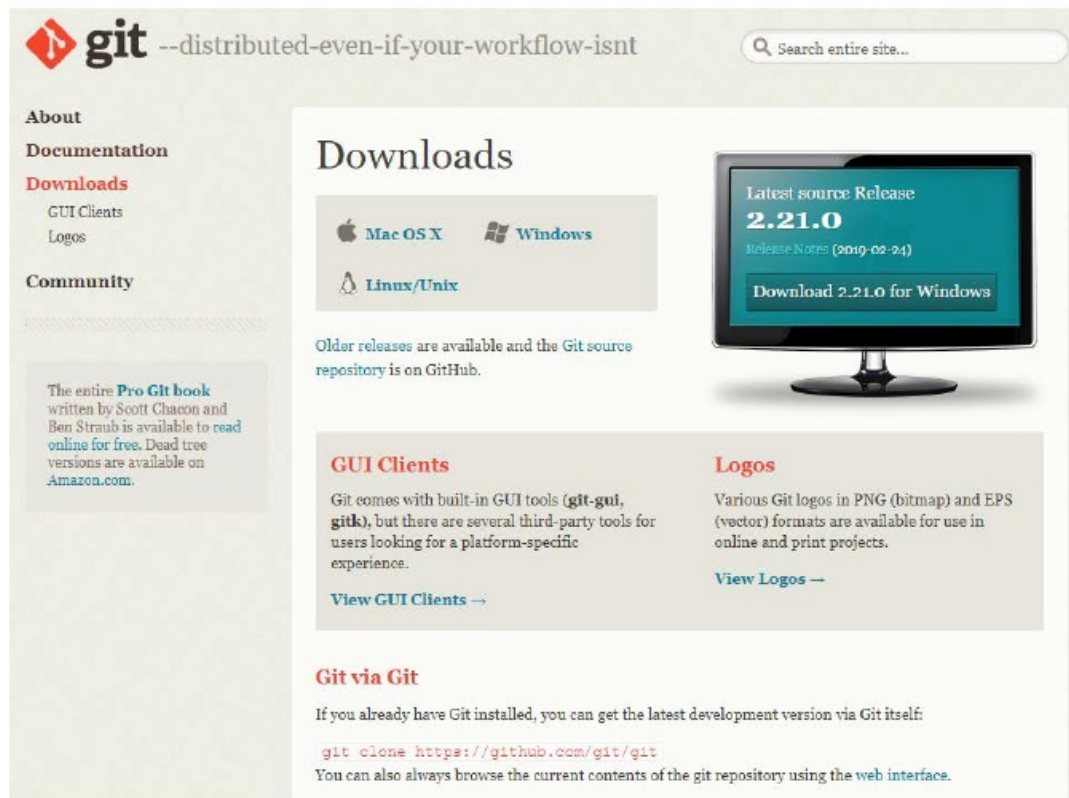 git --distributed-even-if-your-workflow-isnt
Search entire site...
About
Documentation
Downloads
GUI Clients
Logos
Community
The entire Pro Git book
written by Scott Chacon and
Ben Straub is available to read
online for free. Dead tree
versions are available on
Amazon.com.
Downloads
Mac OS X
Windows
Linux/Unix
Older releases are available and the Git source
repository is on GitHub.
Latest source Release
2.21.0
Release Notes (2019-02-24)
Download 2.21.0 for Windows
GUI Clients
Git comes with built-in GUI tools (git-gui,
gitk), but there are several third-party tools for
users looking for a platform-specific
experience.
View GUI Clients →
Logos
Various Git logos in PNG (bitmap) and EPS
(vector) formats are available for use in
online and print projects.
View Logos →
Git via Git
If you already have Git installed, you can get the latest development version via Git itself:
git clone https://github.com/git/git
You can also always browse the current contents of the git repository using the web interface.